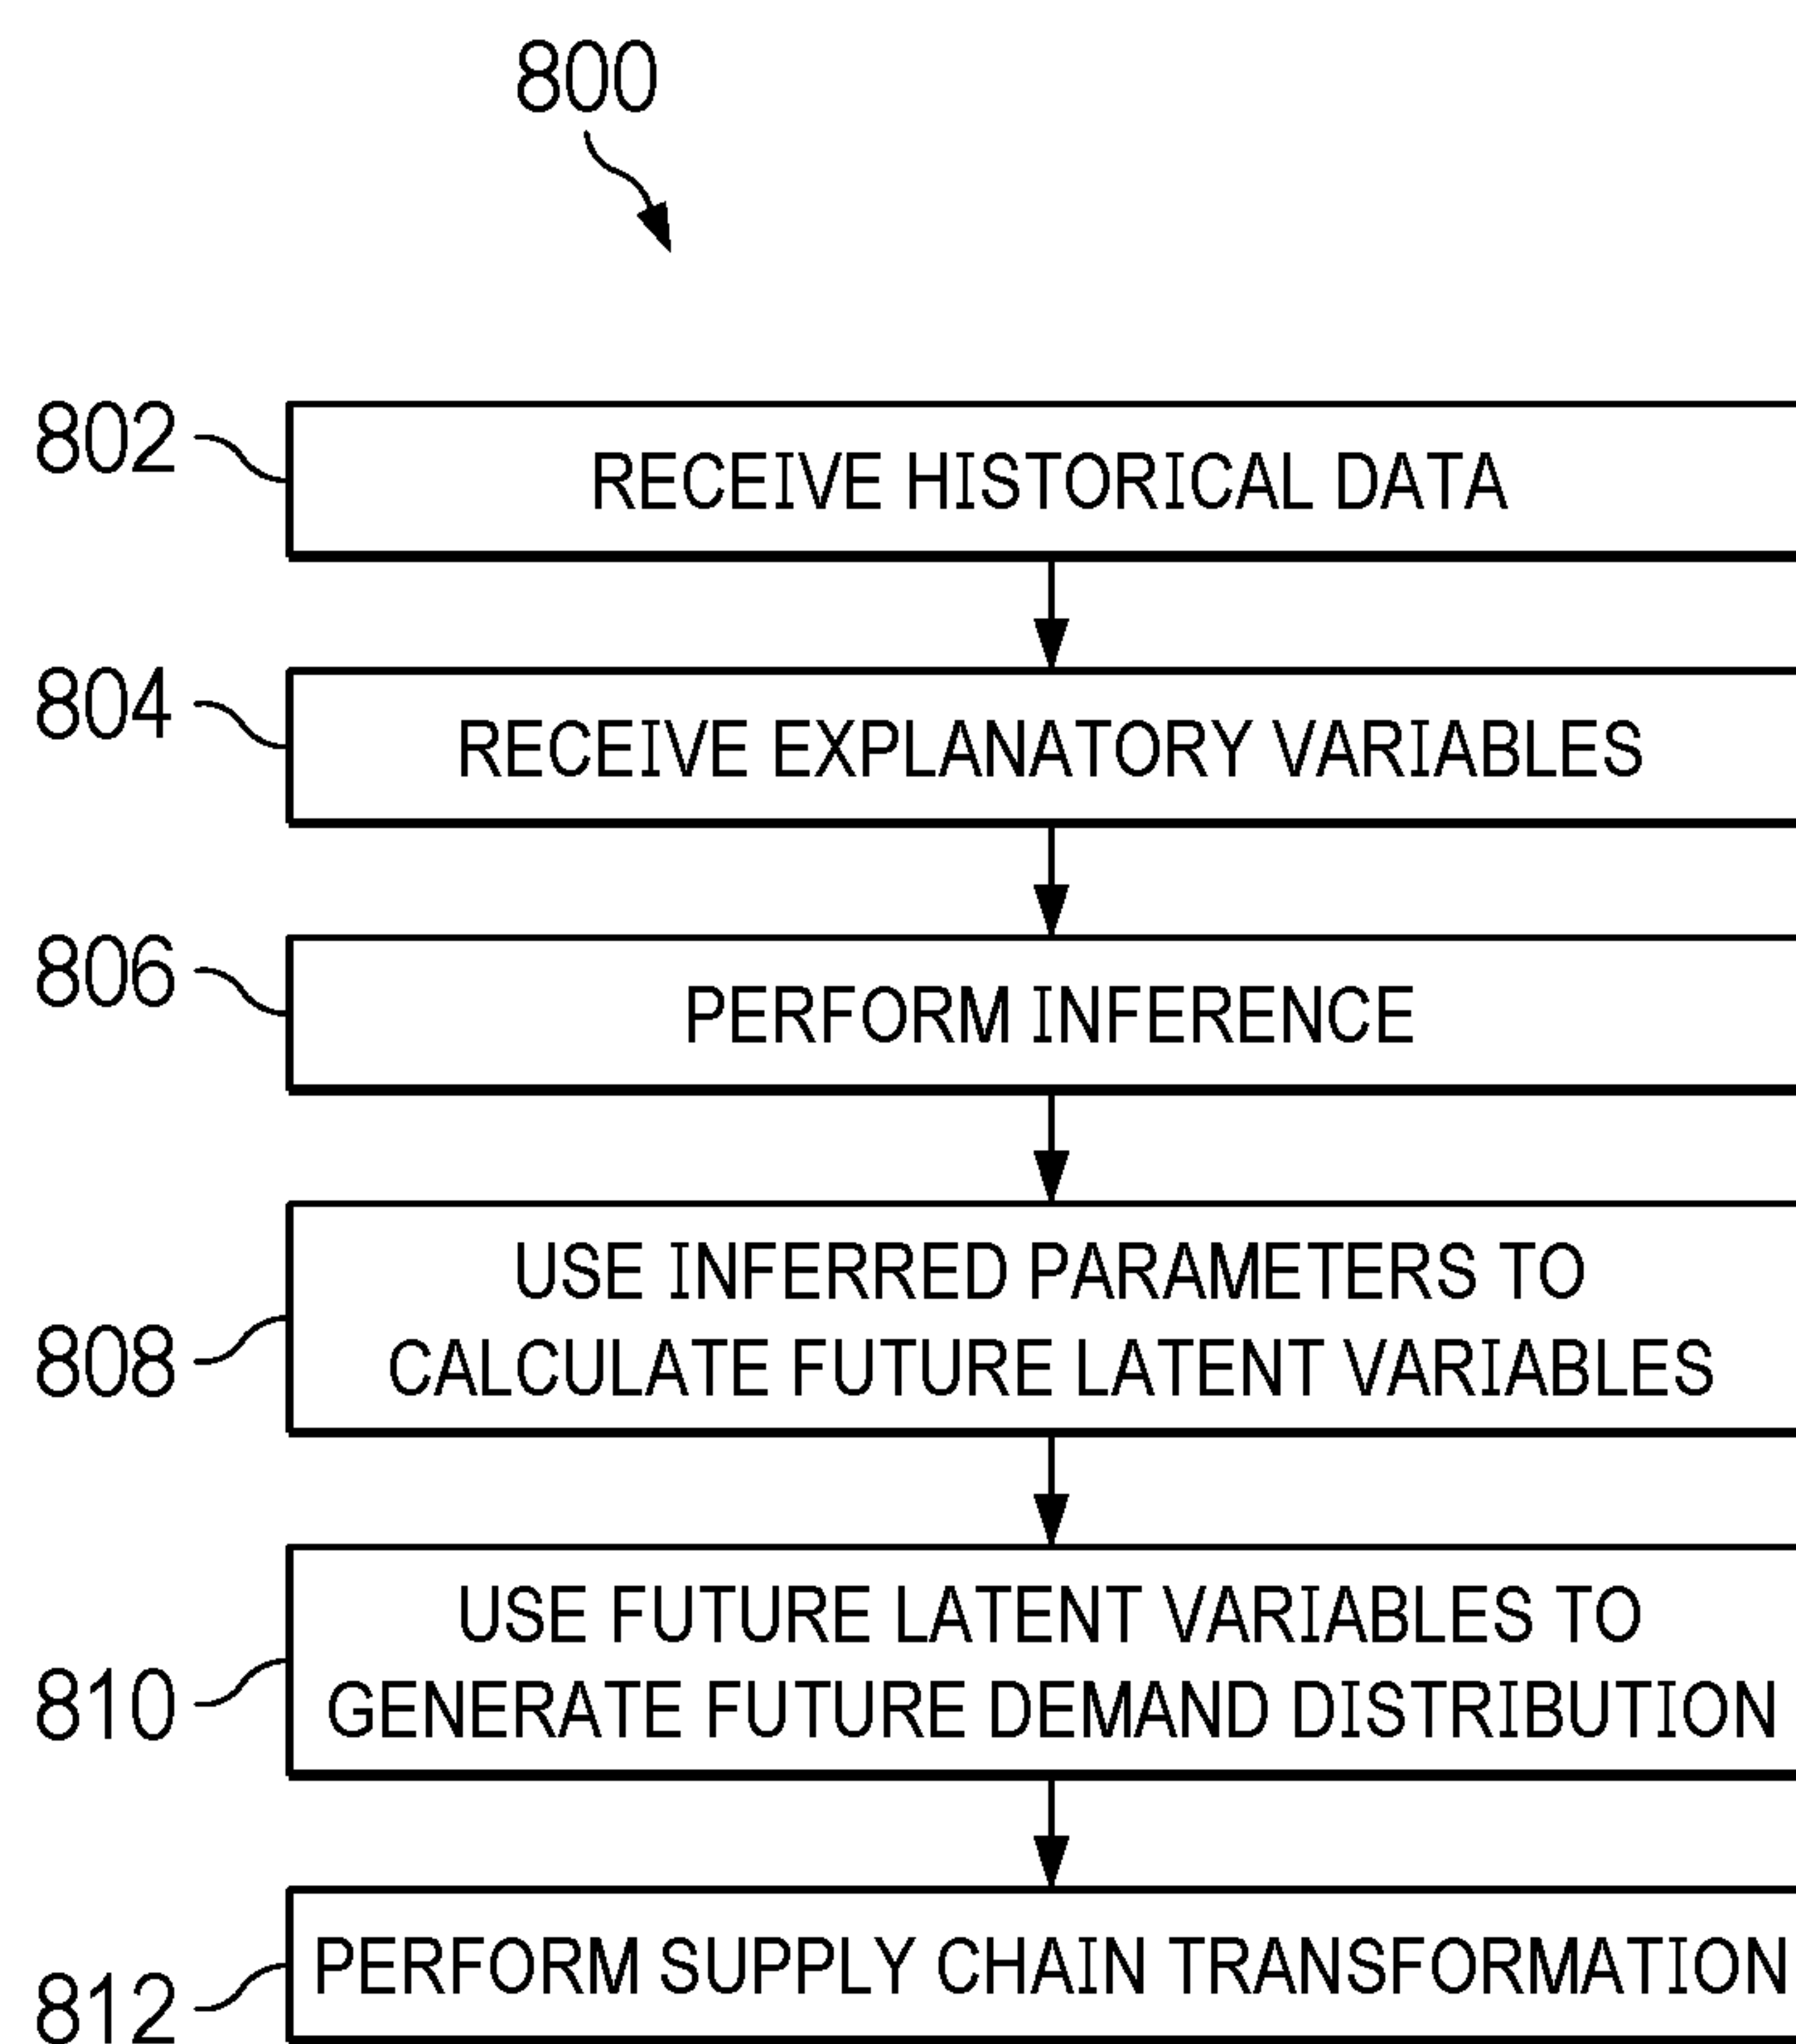 800
802
RECEIVE HISTORICAL DATA
804
RECEIVE EXPLANATORY VARIABLES
806
PERFORM INFERENCE
808
USE INFERRED PARAMETERS TO
CALCULATE FUTURE LATENT VARIABLES
810
USE FUTURE LATENT VARIABLES TO
GENERATE FUTURE DEMAND DISTRIBUTION
812
PERFORM SUPPLY CHAIN TRANSFORMATION